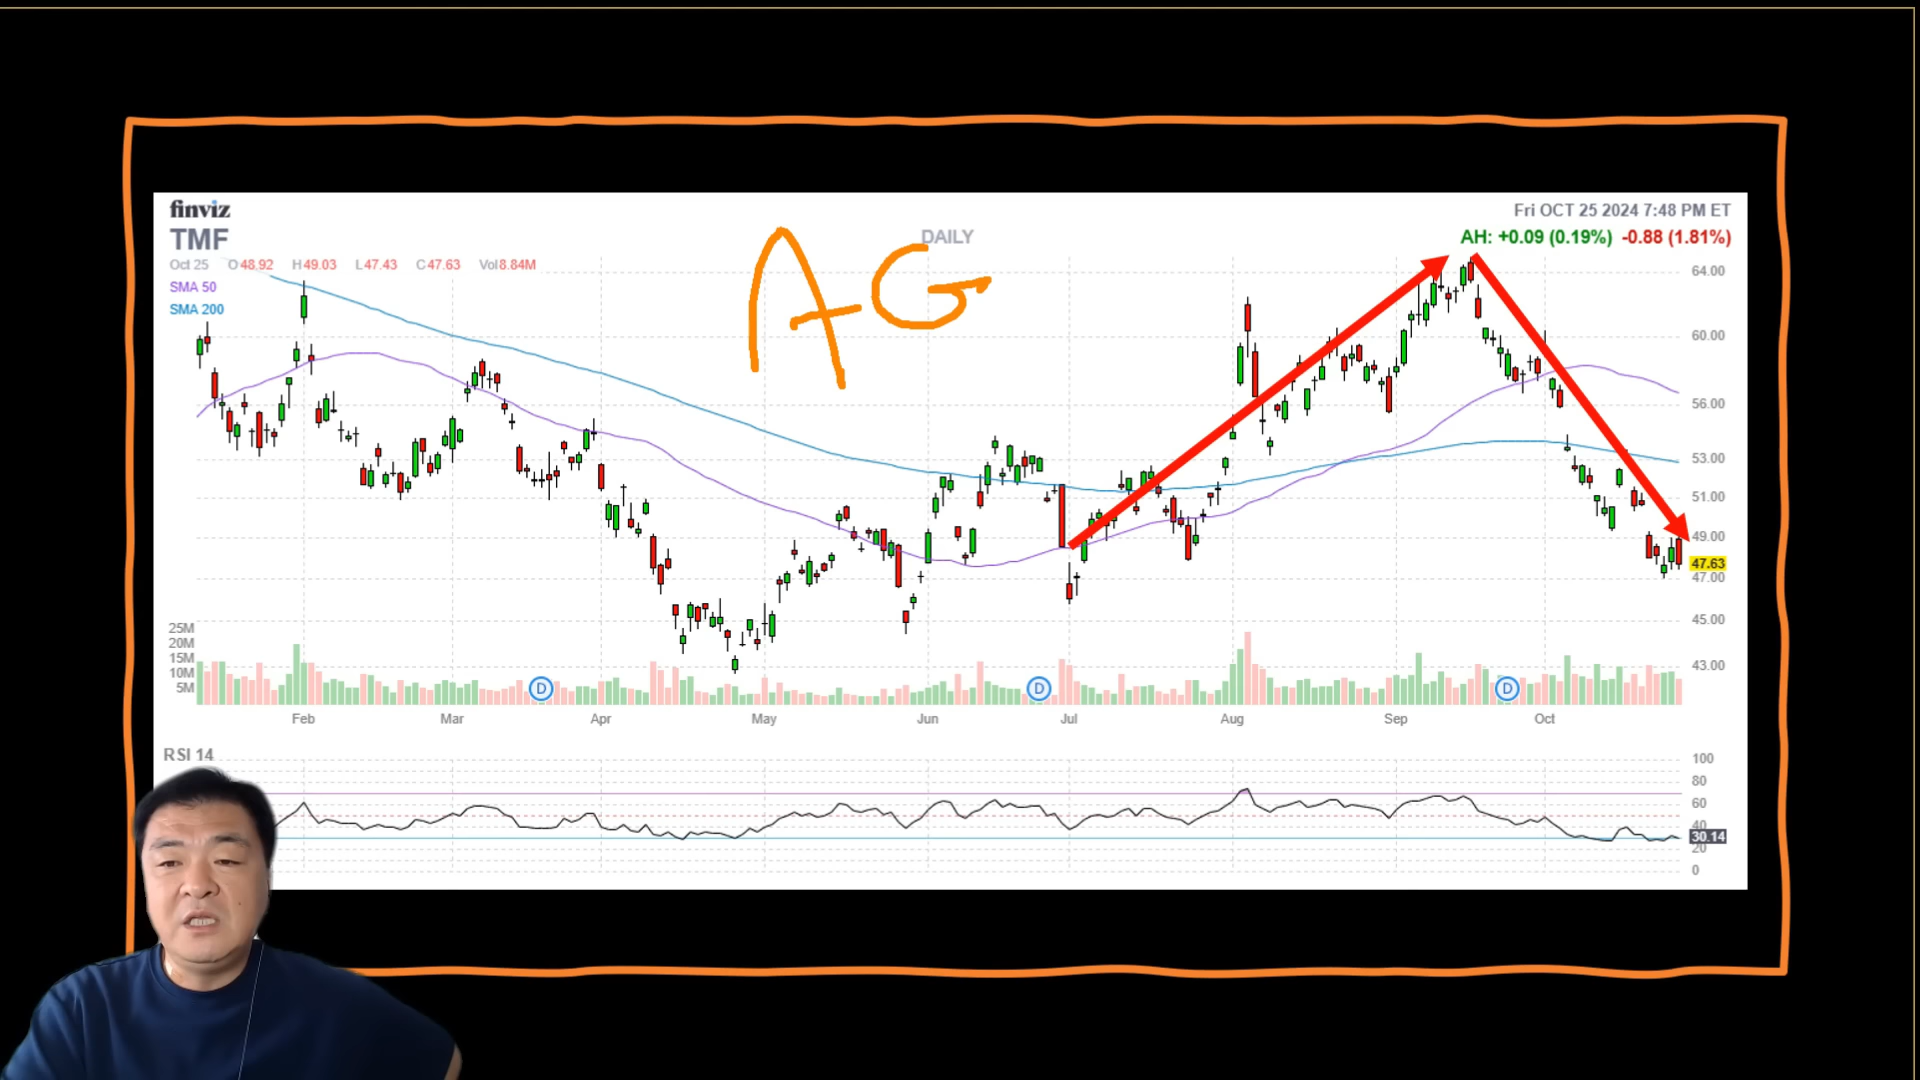 finviz
Fri OCT 25 2024 7:48 PM ET
TMF
DAILY
AH: +0.09 (0.19%) -0.88 (1.81%)
Oct 25 O48.92 H49.03 L47.43 C47.63 Vol8.84M
SMA 50
SMA 200
AG
64.00
60.00
56.00
53.00
51.00
49.00
47.63
47.00
45.00
43.00
25M
20M
15M
10M
5M
D D D
Feb Mar Apr May Jun Jul Aug Sep Oct
RSI 14
100
80
60
40
30.14
20
0